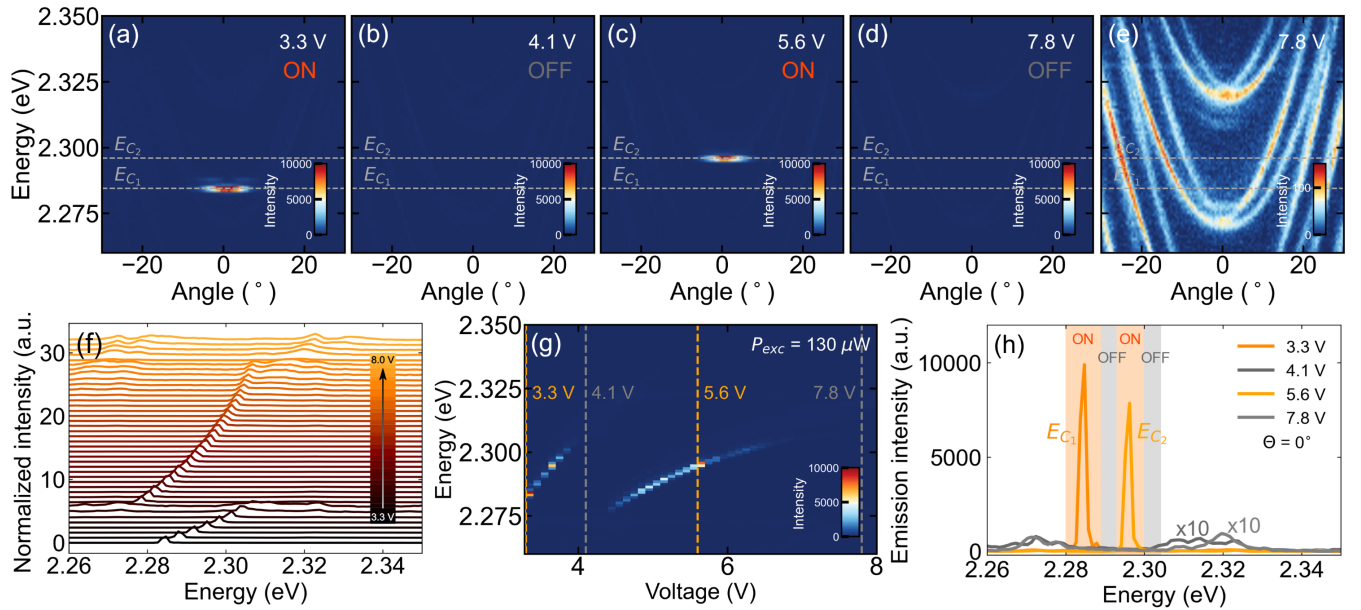 2.350
2.325
2.300
2.275
Energy (eV)
(a)
3.3 V
ON
E_C₂
E_C₁
10000
5000
0
Intensity
−20
0
20
Angle (°)
(b)
4.1 V
OFF
E_C₂
E_C₁
10000
5000
0
Intensity
−20
0
20
Angle (°)
(c)
5.6 V
ON
E_C₂
E_C₁
10000
5000
0
Intensity
−20
0
20
Angle (°)
(d)
7.8 V
OFF
E_C₂
E_C₁
10000
5000
0
Intensity
−20
0
20
Angle (°)
(e)
7.8 V
E_C₂
E_C₁
100
0
Intensity
−20
0
20
Angle (°)
(f)
Normalized intensity (a.u.)
30
20
10
0
8.0 V
3.3 V
2.26
2.28
2.30
2.32
2.34
Energy (eV)
(g)
P_exc = 130 μW
2.350
2.325
2.300
2.275
2.260
Energy (eV)
3.3 V
4.1 V
5.6 V
7.8 V
10000
5000
0
Intensity
4
6
8
Voltage (V)
(h)
Emission intensity (a.u.)
10000
5000
0
ON
OFF
ON
OFF
E_C₁
E_C₂
3.3 V
4.1 V
5.6 V
7.8 V
Θ = 0°
x10
x10
2.26
2.28
2.30
2.32
2.34
Energy (eV)